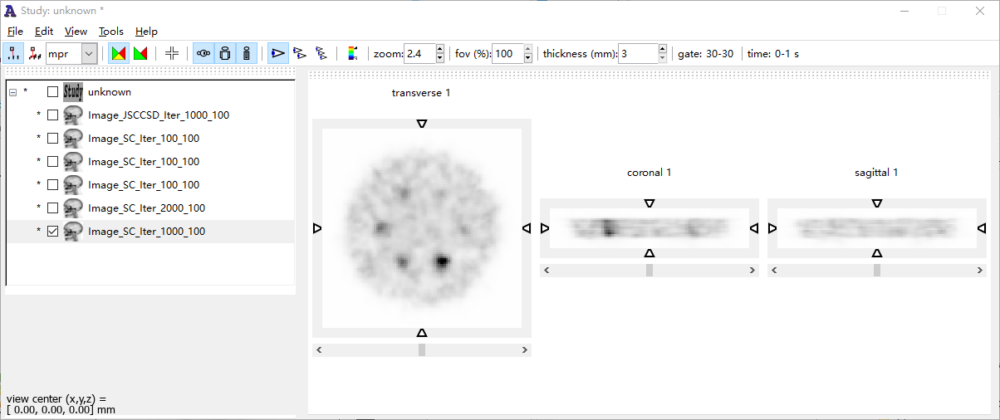 Study: unknown *
File Edit View Tools Help
mpr zoom: 2.4 fov (%): 100 thickness (mm): 3 gate: 30-30 time: 0-1 s
* Study unknown
* Image_JSCCSD_Iter_1000_100
* Image_SC_Iter_100_100
* Image_SC_Iter_100_100
* Image_SC_Iter_100_100
* Image_SC_Iter_2000_100
* Image_SC_Iter_1000_100
transverse 1
coronal 1
sagittal 1
view center (x,y,z) =
[ 0.00, 0.00, 0.00] mm